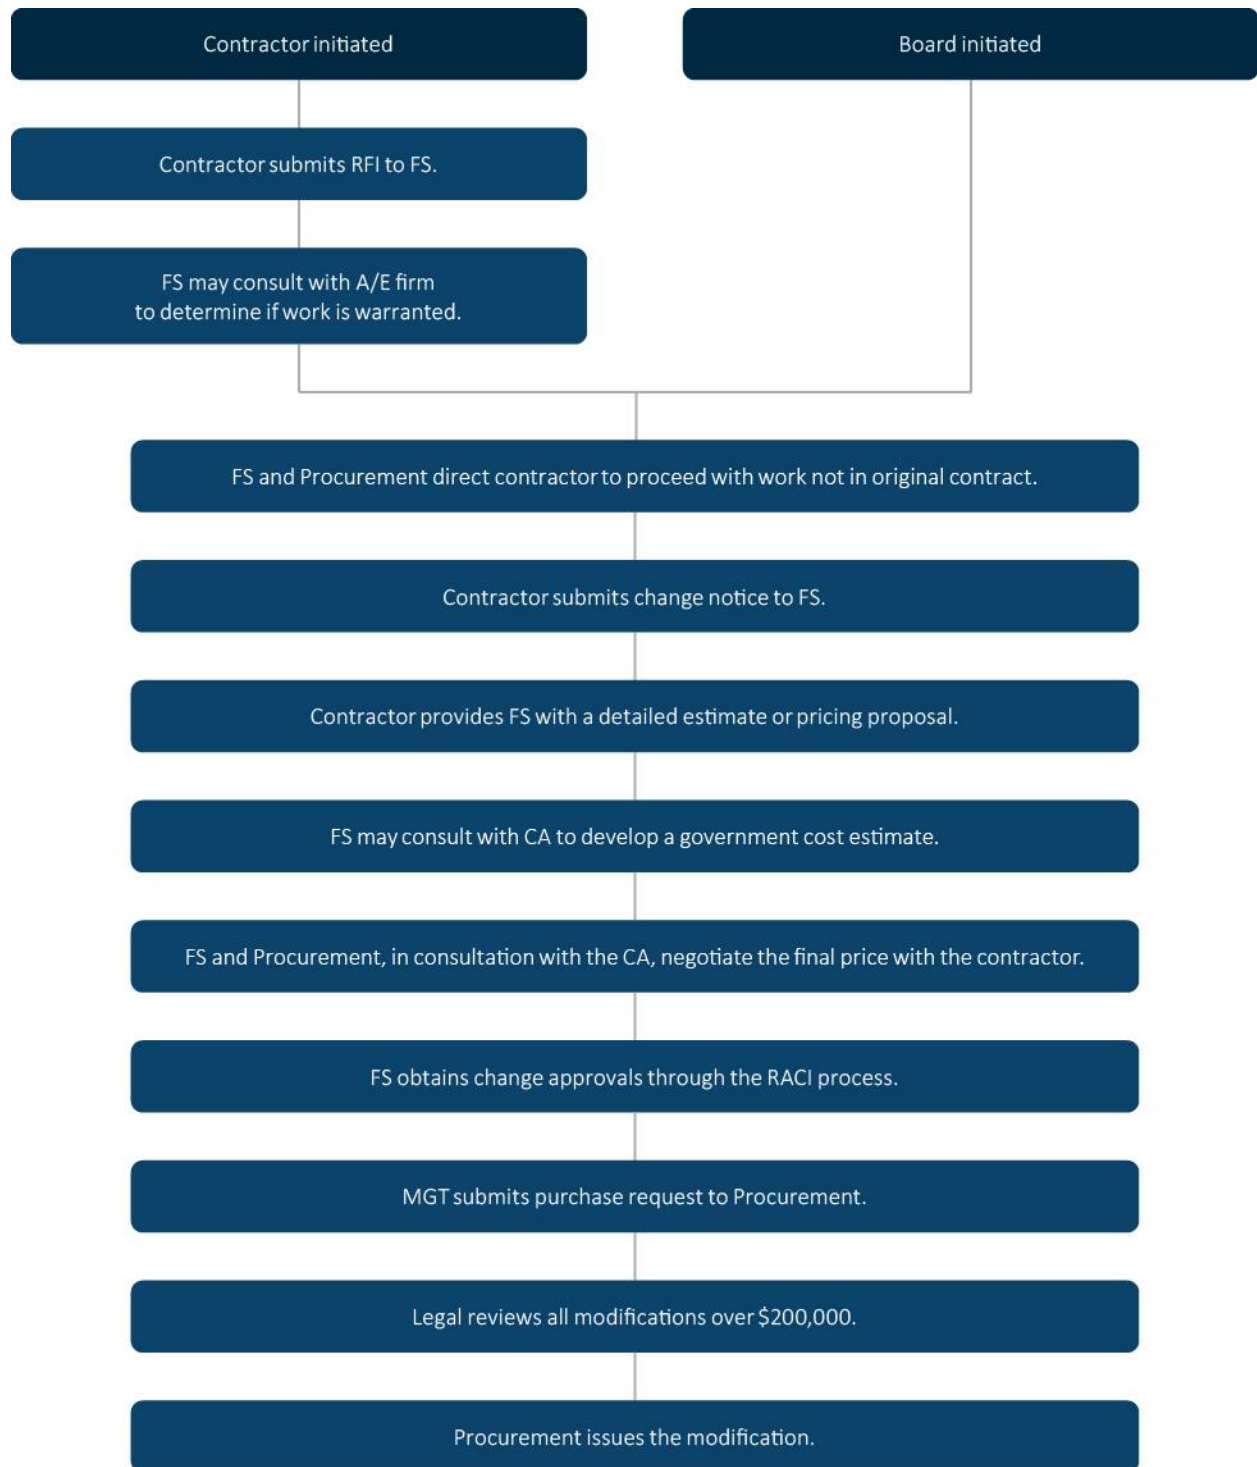 Contractor initiated
Board initiated
Contractor submits RFI to FS.
FS may consult with A/E firm
to determine if work is warranted.
FS and Procurement direct contractor to proceed with work not in original contract.
Contractor submits change notice to FS.
Contractor provides FS with a detailed estimate or pricing proposal.
FS may consult with CA to develop a government cost estimate.
FS and Procurement, in consultation with the CA, negotiate the final price with the contractor.
FS obtains change approvals through the RACI process.
MGT submits purchase request to Procurement.
Legal reviews all modifications over $200,000.
Procurement issues the modification.